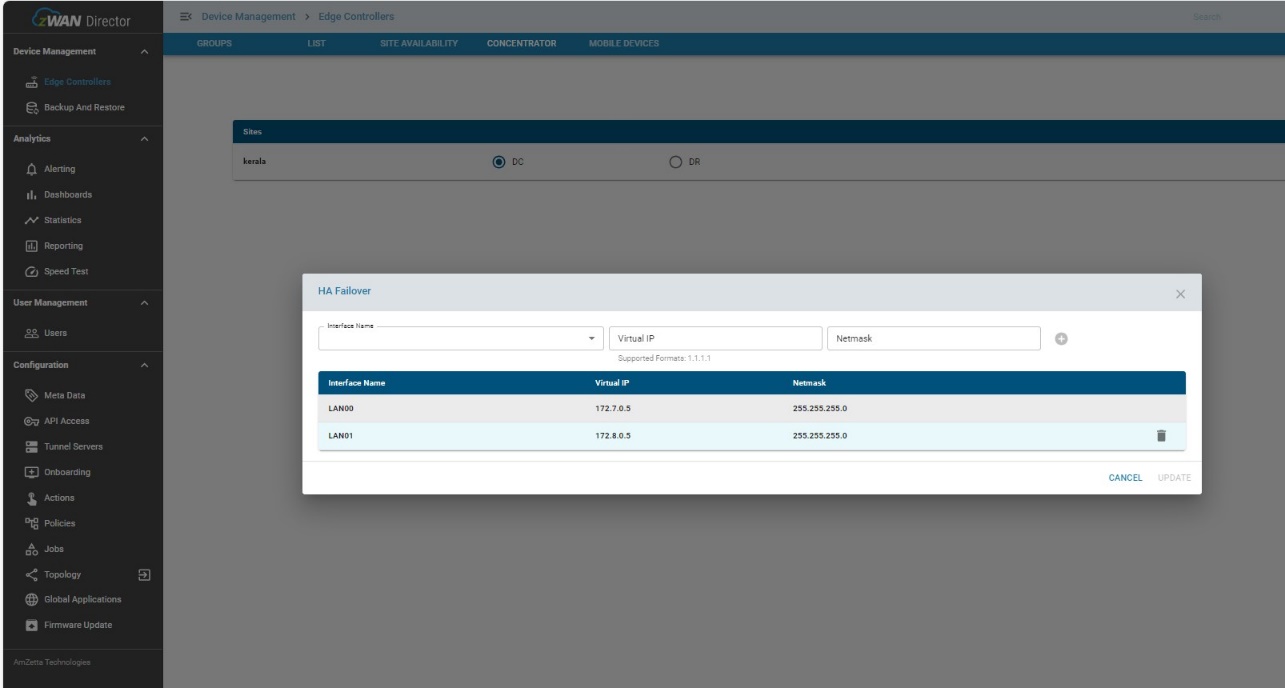 zWAN Director
Device Management > Edge Controllers
Search
GROUPS LIST SITE AVAILABILITY CONCENTRATOR MOBILE DEVICES
Device Management
Edge Controllers
Backup And Restore
Analytics
Alerting
Dashboards
Statistics
Reporting
Speed Test
User Management
Users
Configuration
Meta Data
API Access
Tunnel Servers
Onboarding
Actions
Policies
Jobs
Topology
Global Applications
Firmware Update
AmZetta Technologies
Sites
kerala DC DR
HA Failover
Interface Name
Virtual IP Netmask
Supported Formats: 1.1.1.1
Interface Name Virtual IP Netmask
LAN00 172.7.0.5 255.255.255.0
LAN01 172.8.0.5 255.255.255.0
CANCEL UPDATE